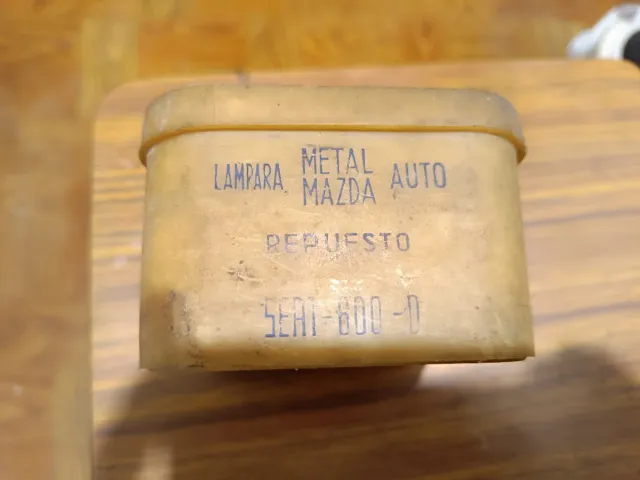 LAMPARA METAL MAZDA AUTO
REPUESTO
SEAT-600-D